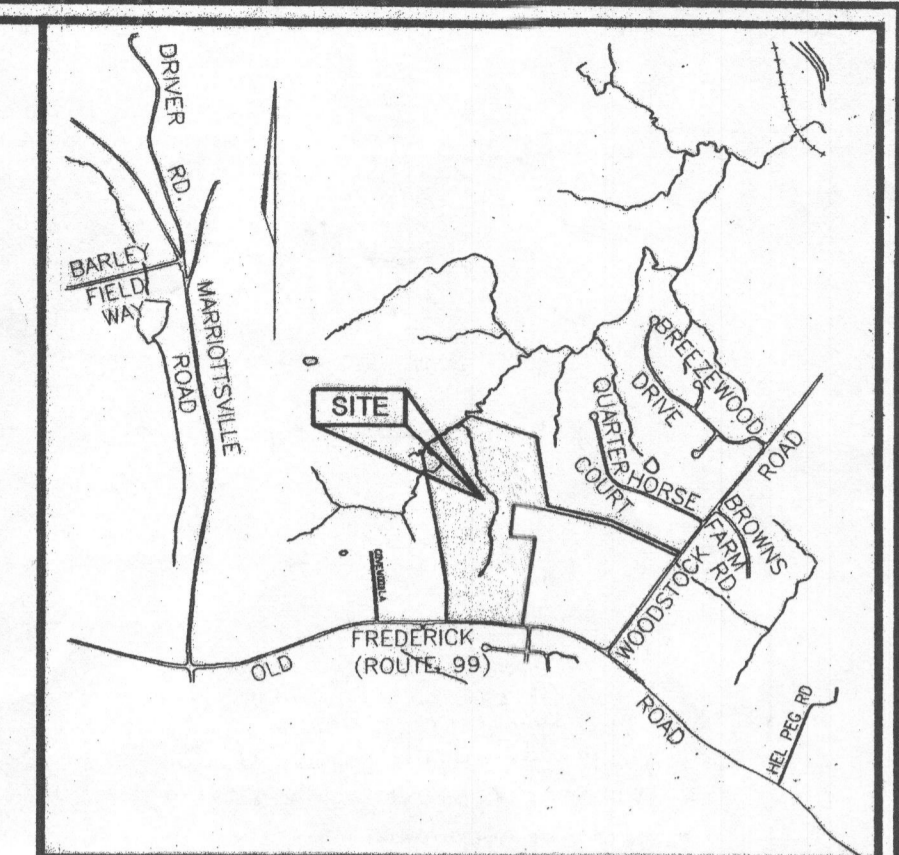 DRIVER
RD.
BARLEY
FIELD
WAY
MARRIOTTSVILLE
ROAD
SITE
BREEZEWOOD
DRIVE
QUARTER HORSE
COURT
ROAD
WOODSTOCK
BROWNS
FARM
RD.
OLD
FREDERICK
(ROUTE 99)
ROAD
HEL PEG RD